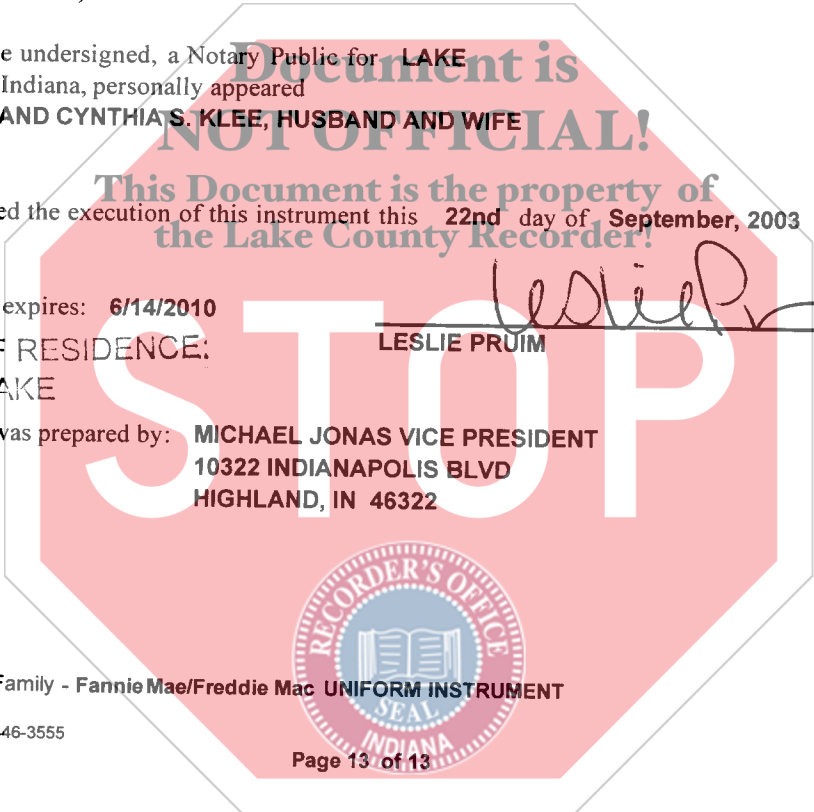 e undersigned, a Notary Public for LAKE
Indiana, personally appeared
AND CYNTHIA S. KLEE, HUSBAND AND WIFE
Document is
NOT OFFICIAL!
This Document is the property of
the Lake County Recorder!
ed the execution of this instrument this 22nd day of September, 2003
expires: 6/14/2010
Leslie Pr
LESLIE PRUIM
RESIDENCE:
AKE
STOP
was prepared by: MICHAEL JONAS VICE PRESIDENT
10322 INDIANAPOLIS BLVD
HIGHLAND, IN 46322
RECORDER'S OFFICE
SEAL
INDIANA
Family - Fannie Mae/Freddie Mac UNIFORM INSTRUMENT
46-3555
Page 13 of 13